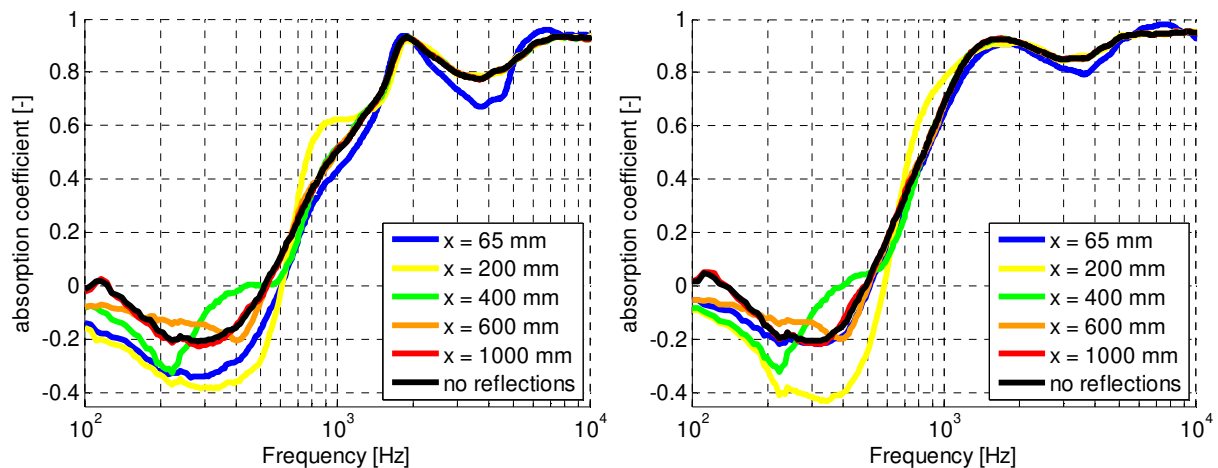 absorption coefficient [-]
1
0.8
0.6
0.4
0.2
0
-0.2
-0.4
x = 65 mm
x = 200 mm
x = 400 mm
x = 600 mm
x = 1000 mm
no reflections
10^2
10^3
10^4
Frequency [Hz]
absorption coefficient [-]
1
0.8
0.6
0.4
0.2
0
-0.2
-0.4
x = 65 mm
x = 200 mm
x = 400 mm
x = 600 mm
x = 1000 mm
no reflections
10^2
10^3
10^4
Frequency [Hz]